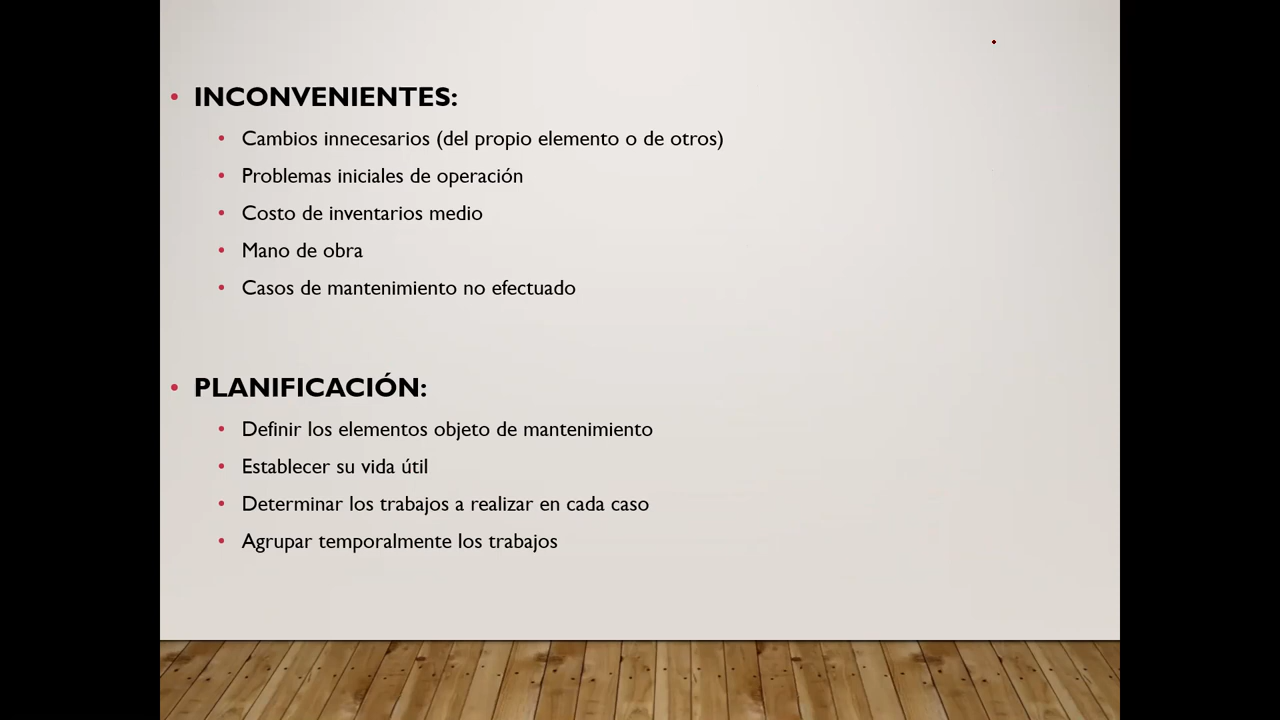 • INCONVENIENTES:
• Cambios innecesarios (del propio elemento o de otros)
• Problemas iniciales de operación
• Costo de inventarios medio
• Mano de obra
• Casos de mantenimiento no efectuado
• PLANIFICACIÓN:
• Definir los elementos objeto de mantenimiento
• Establecer su vida útil
• Determinar los trabajos a realizar en cada caso
• Agrupar temporalmente los trabajos